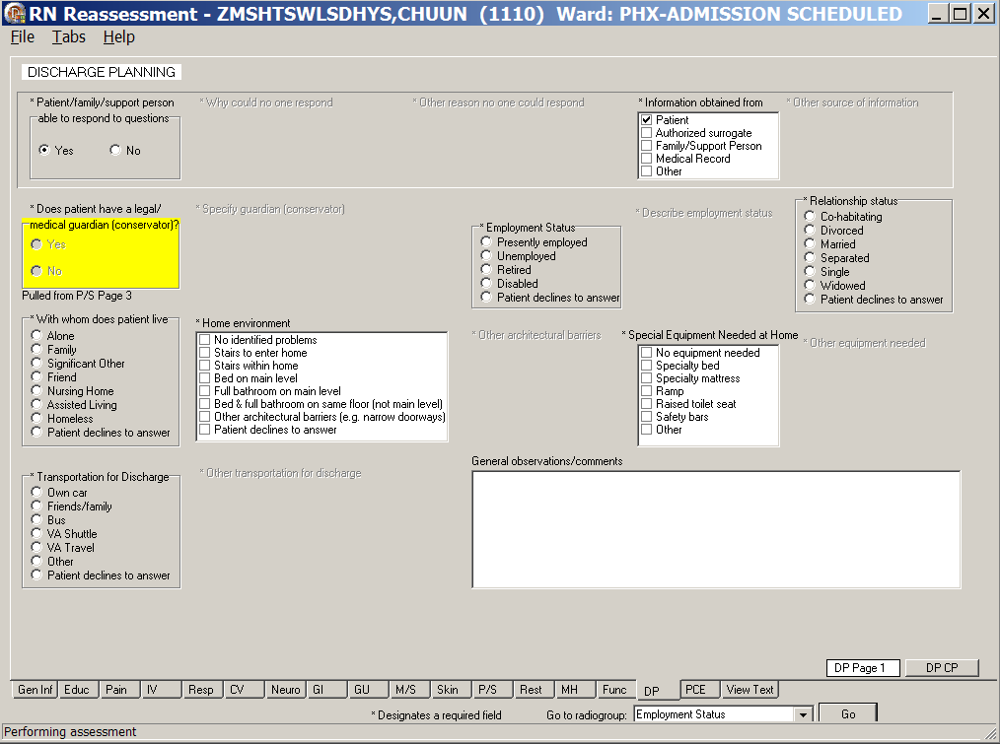 RN Reassessment - ZMSHTSWLSDHYS,CHUUN (1110) Ward: PHX-ADMISSION SCHEDULED
File Tabs Help
DISCHARGE PLANNING
* Patient/family/support person
able to respond to questions
Yes No
* Why could no one respond
* Other reason no one could respond
* Information obtained from
Patient
Authorized surrogate
Family/Support Person
Medical Record
Other
* Other source of information
* Does patient have a legal/
medical guardian (conservator)?
Yes
No
Pulled from P/S Page 3
* Specify guardian (conservator)
* Employment Status
Presently employed
Unemployed
Retired
Disabled
Patient declines to answer
* Describe employment status
* Relationship status
Co-habitating
Divorced
Married
Separated
Single
Widowed
Patient declines to answer
* With whom does patient live
Alone
Family
Significant Other
Friend
Nursing Home
Assisted Living
Homeless
Patient declines to answer
* Home environment
No identified problems
Stairs to enter home
Stairs within home
Bed on main level
Full bathroom on main level
Bed & full bathroom on same floor (not main level)
Other architectural barriers (e.g. narrow doorways)
Patient declines to answer
* Other architectural barriers
* Special Equipment Needed at Home
No equipment needed
Specialty bed
Specialty mattress
Ramp
Raised toilet seat
Safety bars
Other
* Other equipment needed
* Transportation for Discharge
Own car
Friends/family
Bus
VA Shuttle
VA Travel
Other
Patient declines to answer
* Other transportation for discharge
General observations/comments
DP Page 1 DP CP
Gen Inf Educ Pain IV Resp CV Neuro GI GU M/S Skin P/S Rest MH Func DP PCE View Text
* Designates a required field Go to radiogroup: Employment Status Go
Performing assessment